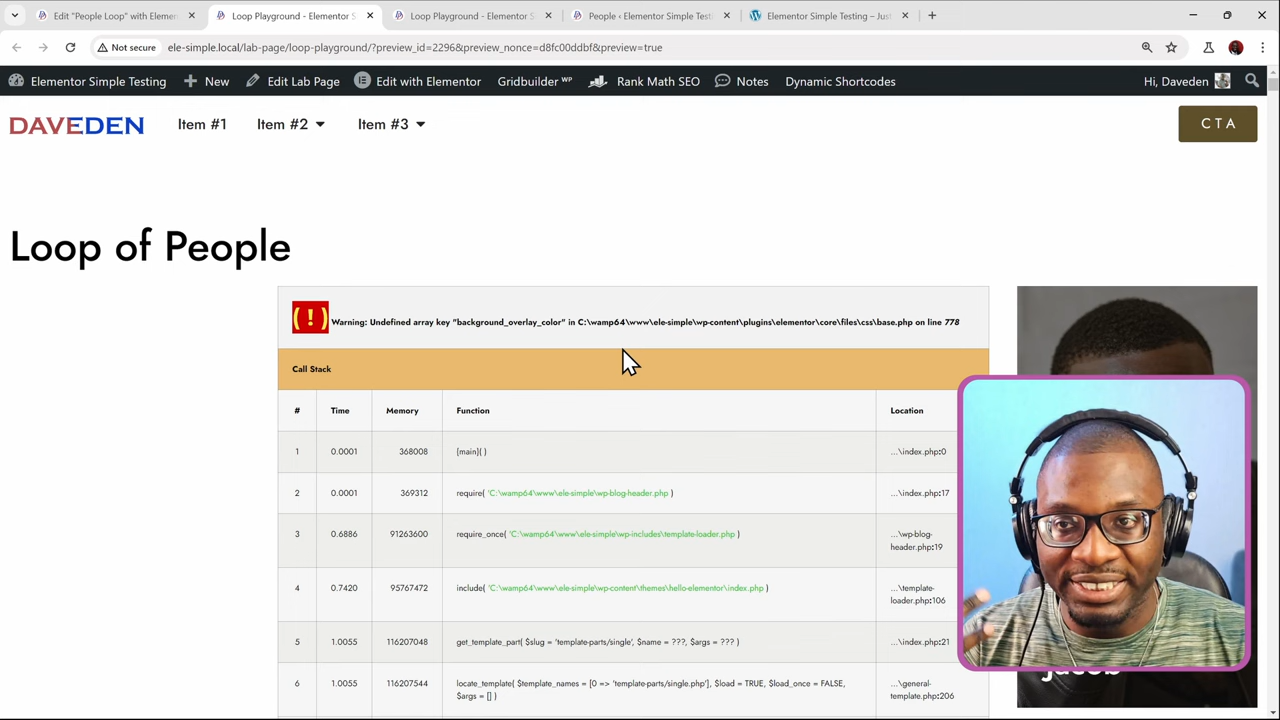 Edit "People Loop" with Elemen
Loop Playground - Elementor S
Loop Playground - Elementor S
People ‹ Elementor Simple Testi
Elementor Simple Testing – Just
Not secure
ele-simple.local/lab-page/loop-playground/?preview_id=2296&preview_nonce=d8fc00ddbf&preview=true
Elementor Simple Testing
New
Edit Lab Page
Edit with Elementor
Gridbuilder WP
Rank Math SEO
Notes
Dynamic Shortcodes
Hi, Daveden
DAVEDEN
Item #1
Item #2
Item #3
CTA
Loop of People
( ! ) Warning: Undefined array key "background_overlay_color" in C:\wamp64\www\ele-simple\wp-content\plugins\elementor\core\files\css\base.php on line 778
Call Stack
# Time Memory Function Location
1 0.0001 368008 {main}( ) ...\index.php:0
2 0.0001 369312 require( 'C:\wamp64\www\ele-simple\wp-blog-header.php ) ...\index.php:17
3 0.6886 91263600 require_once( 'C:\wamp64\www\ele-simple\wp-includes\template-loader.php ) ...\wp-blog-
header.php:19
4 0.7420 95767472 include( 'C:\wamp64\www\ele-simple\wp-content\themes\hello-elementor\index.php ) ...\template-
loader.php:106
5 1.0055 116207048 get_template_part( $slug = 'template-parts/single', $name = ???, $args = ??? ) ...\index.php:21
6 1.0055 116207544 locate_template( $template_names = [0 => 'template-parts/single.php'], $load = TRUE, $load_once = FALSE, ...\general-
$args = [] ) template.php:206